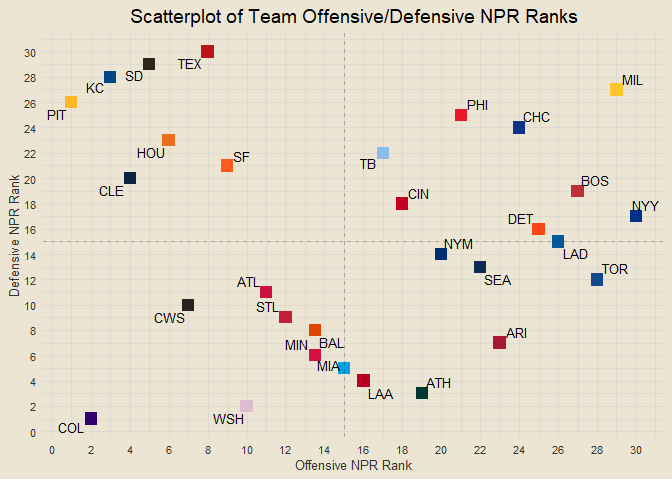 Scatterplot of Team Offensive/Defensive NPR Ranks
Defensive NPR Rank
30
28
26
24
22
20
18
16
14
12
10
8
6
4
2
0
TEX
SD
KC
PIT
MIL
PHI
CHC
HOU
SF
TB
CLE
BOS
CIN
NYY
DET
NYM
LAD
SEA
TOR
ATL
STL
CWS
MIN
BAL
ARI
MIA
LAA
ATH
WSH
COL
0 2 4 6 8 10 12 14 16 18 20 22 24 26 28 30
Offensive NPR Rank